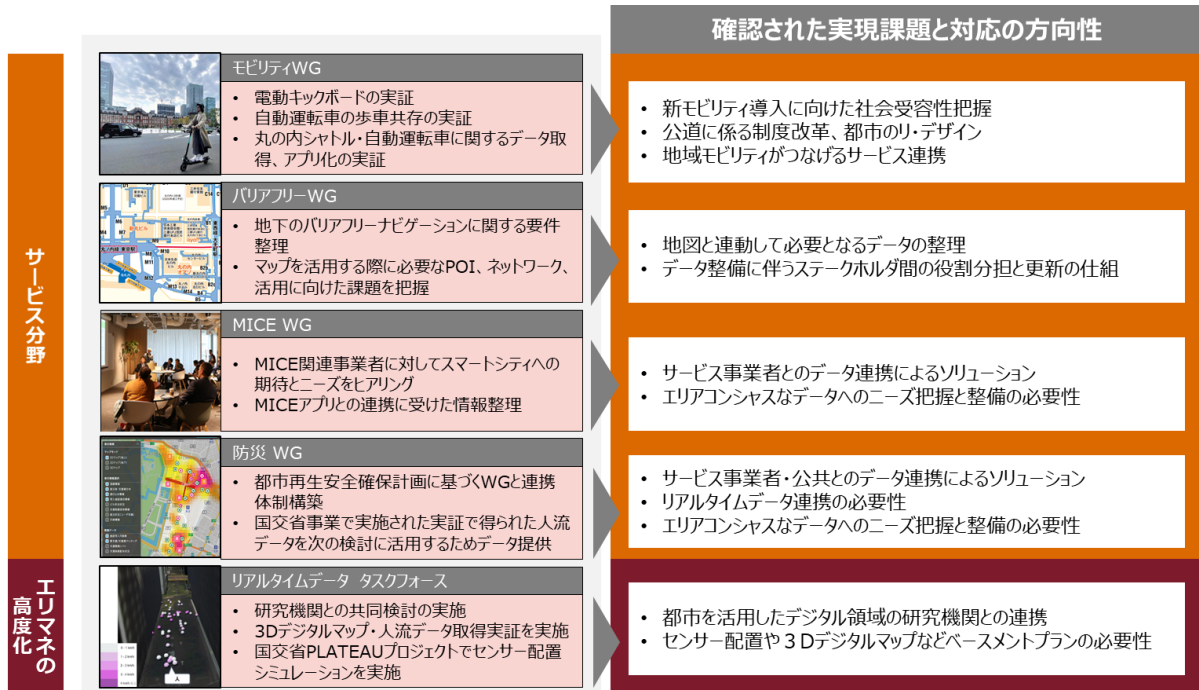 確認された実現課題と対応の方向性
サービス分野
モビリティWG
• 電動キックボードの実証
• 自動運転車の歩車共存の実証
• 丸の内シャトル・自動運転車に関するデータ取
得、アプリ化の実証
• 新モビリティ導入に向けた社会受容性把握
• 公道に係る制度改革、都市のリ・デザイン
• 地域モビリティがつなげるサービス連携
バリアフリーWG
• 地下のバリアフリーナビゲーションに関する要件
整理
• マップを活用する際に必要なPOI、ネットワーク、
活用に向けた課題を把握
• 地図と連動して必要となるデータの整理
• データ整備に伴うステークホルダ間の役割分担と更新の仕組
MICE WG
• MICE関連事業者に対してスマートシティへの
期待とニーズをヒアリング
• MICEアプリとの連携に受けた情報整理
• サービス事業者とのデータ連携によるソリューション
• エリアコンシャスなデータへのニーズ把握と整備の必要性
防災 WG
• 都市再生安全確保計画に基づくWGと連携
体制構築
• 国交省事業で実施された実証で得られた人流
データを次の検討に活用するためデータ提供
• サービス事業者・公共とのデータ連携によるソリューション
• リアルタイムデータ連携の必要性
• エリアコンシャスなデータへのニーズ把握と整備の必要性
エリマネの
高度化
リアルタイムデータ タスクフォース
• 研究機関との共同検討の実施
• 3Dデジタルマップ・人流データ取得実証を実施
• 国交省PLATEAUプロジェクトでセンサー配置
シミュレーションを実施
人
• 都市を活用したデジタル領域の研究機関との連携
• センサー配置や３Dデジタルマップなどベースメントプランの必要性